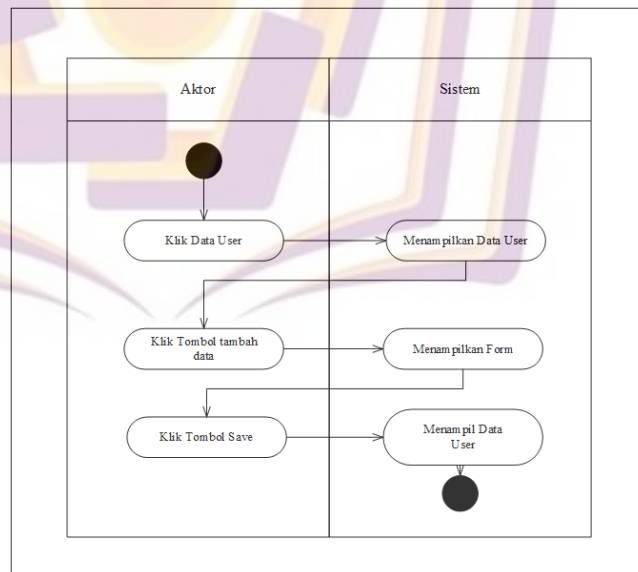 Aktor
Sistem
Klik Data User
Menampilkan Data User
Klik Tombol tambah
data
Menampilkan Form
Klik Tombol Save
Menampil Data
User